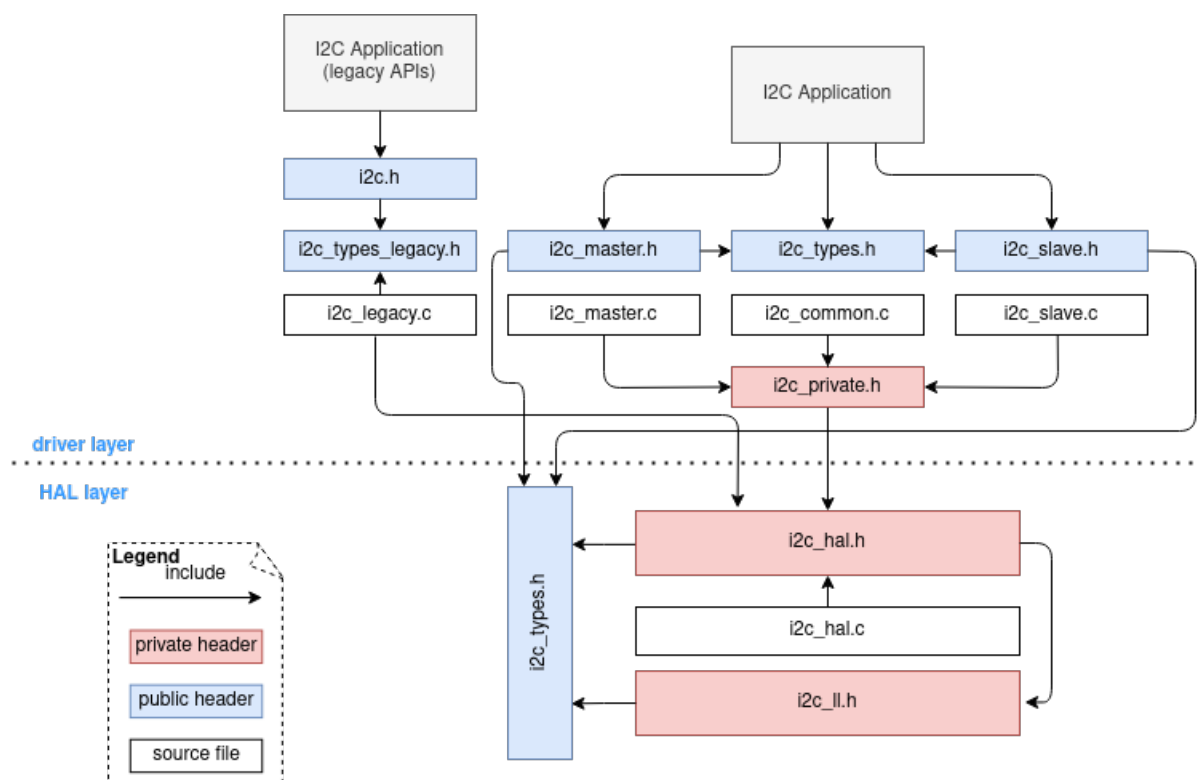 I2C Application
(legacy APIs)
I2C Application
i2c.h
i2c_types_legacy.h
i2c_master.h
i2c_types.h
i2c_slave.h
i2c_legacy.c
i2c_master.c
i2c_common.c
i2c_slave.c
i2c_private.h
driver layer
HAL layer
i2c_types.h
i2c_hal.h
i2c_hal.c
i2c_ll.h
Legend
include
private header
public header
source file